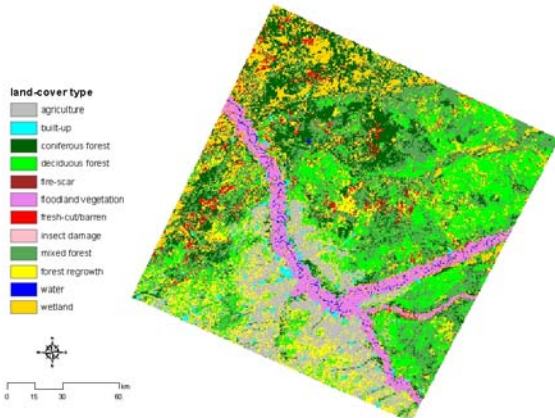 land-cover type
agriculture
built-up
coniferous forest
deciduous forest
fire-scar
floodland vegetation
fresh-cut/barren
insect damage
mixed forest
forest regrowth
water
wetland
0 15 30 60
km